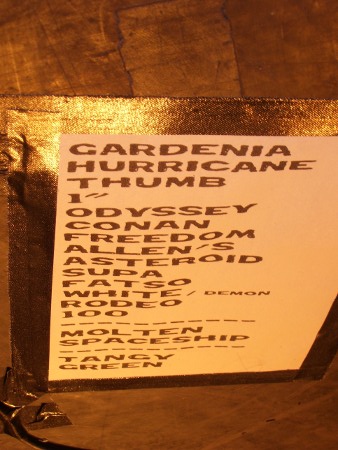 GARDENIA
HURRICANE
THUMB
1"
ODYSSEY
CONAN
FREEDOM
ALLEN'S
ASTEROID
SUPA
FATSO
WHITE/DEMON
RODEO
100
--------------
MOLTEN
SPACESHIP
--------------
TANGY
GREEN